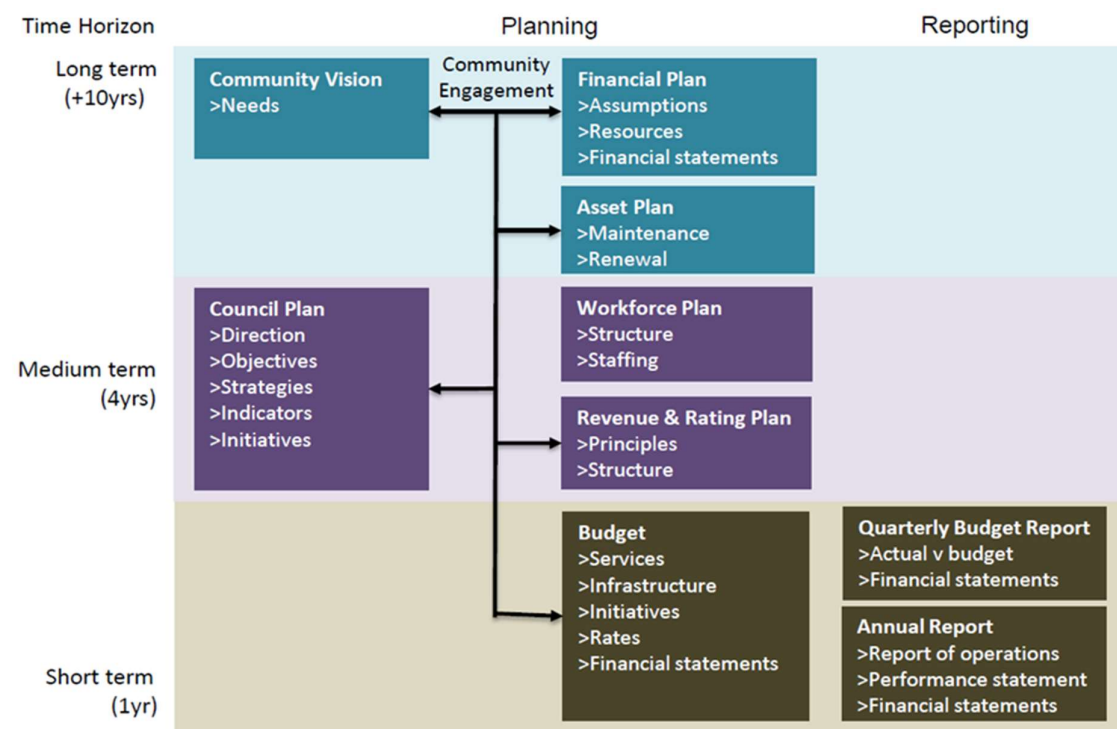 Time Horizon
Planning
Reporting
Long term
(+10yrs)
Community Vision
>Needs
Community
Engagement
Financial Plan
>Assumptions
>Resources
>Financial statements
Asset Plan
>Maintenance
>Renewal
Medium term
(4yrs)
Council Plan
>Direction
>Objectives
>Strategies
>Indicators
>Initiatives
Workforce Plan
>Structure
>Staffing
Revenue & Rating Plan
>Principles
>Structure
Short term
(1yr)
Budget
>Services
>Infrastructure
>Initiatives
>Rates
>Financial statements
Quarterly Budget Report
>Actual v budget
>Financial statements
Annual Report
>Report of operations
>Performance statement
>Financial statements